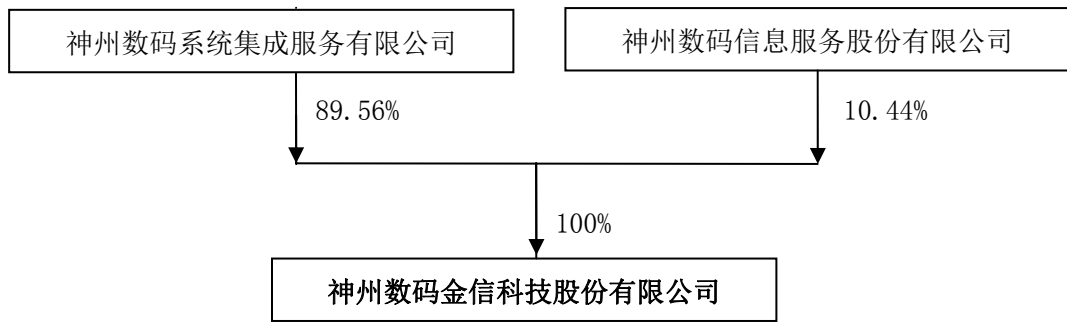 神州数码系统集成服务有限公司
神州数码信息服务股份有限公司
89.56%
10.44%
100%
神州数码金信科技股份有限公司